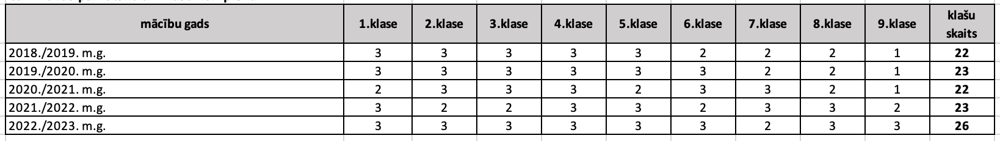 mācību gads 1.klase 2.klase 3.klase 4.klase 5.klase 6.klase 7.klase 8.klase 9.klase klašu skaits
2018./2019. m.g. 3 3 3 3 3 2 2 2 1 22
2019./2020. m.g. 3 3 3 3 3 3 2 2 1 23
2020./2021. m.g. 2 3 3 3 2 3 3 2 1 22
2021./2022. m.g. 3 2 2 3 3 2 3 3 2 23
2022./2023. m.g. 3 3 3 3 3 3 2 3 3 26